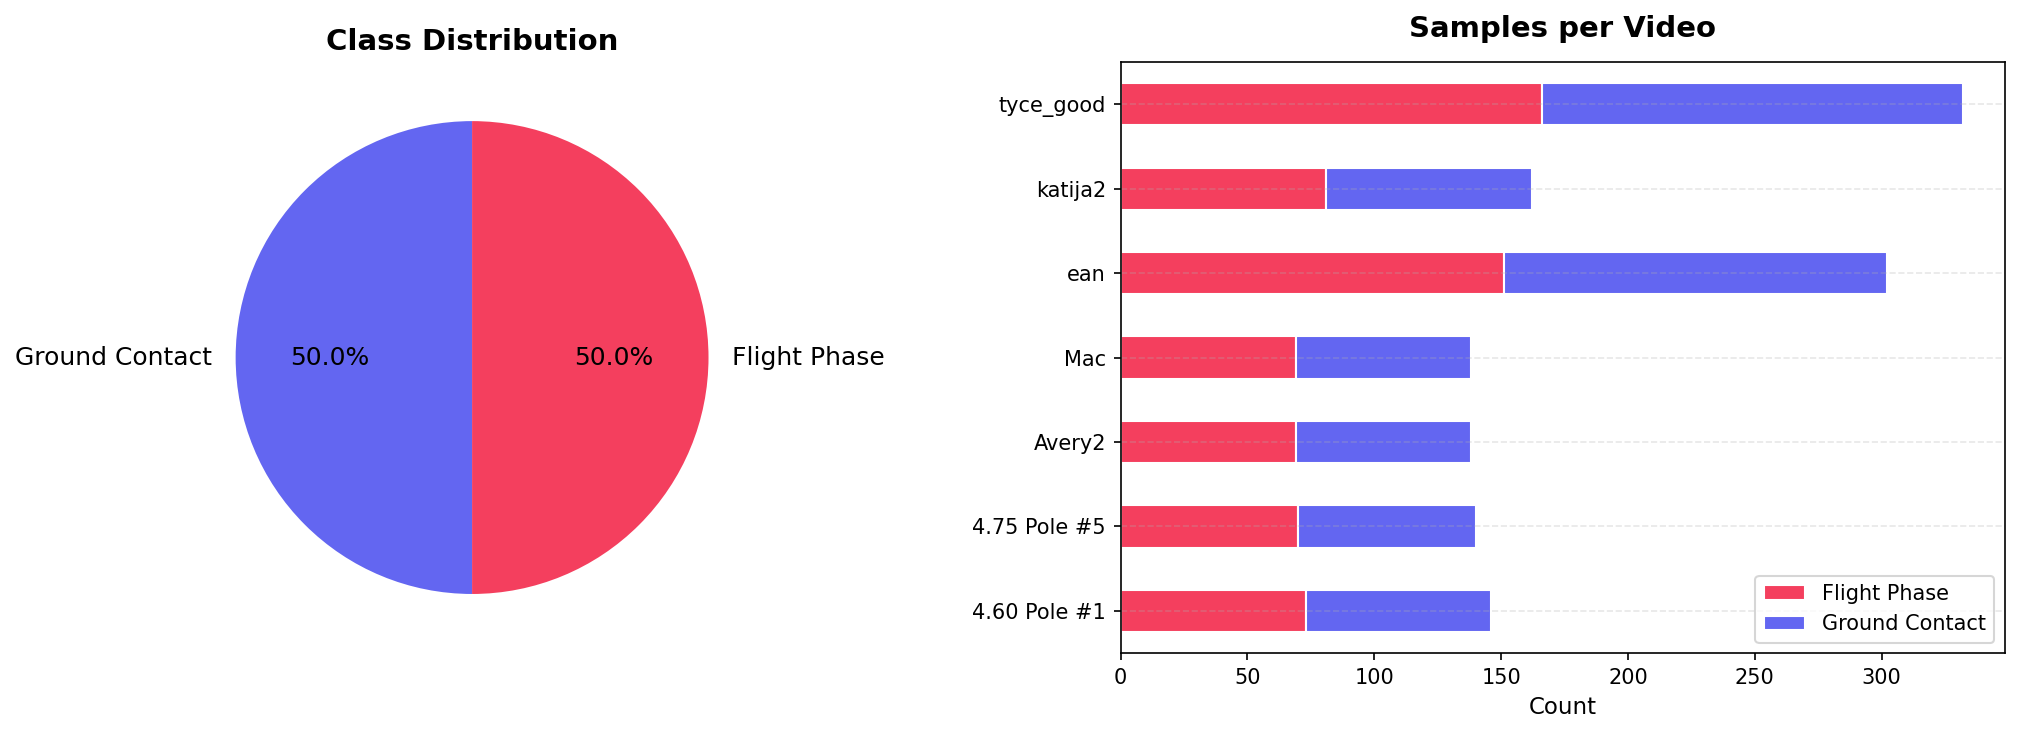 Class Distribution
Ground Contact
50.0%
50.0%
Flight Phase
Samples per Video
tyce_good
katija2
ean
Mac
Avery2
4.75 Pole #5
4.60 Pole #1
Flight Phase
Ground Contact
0 50 100 150 200 250 300
Count